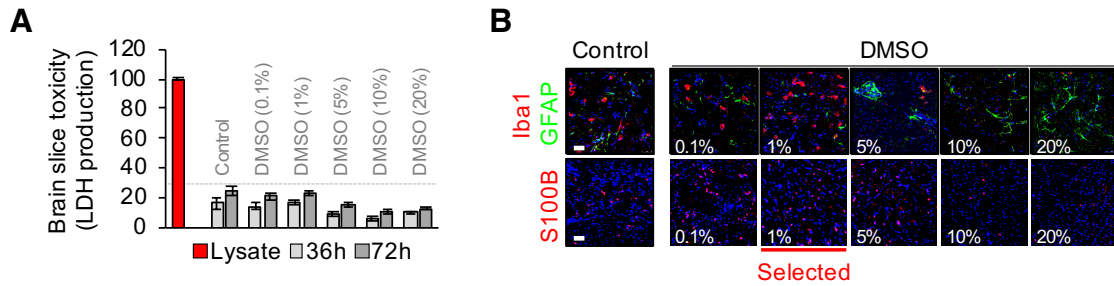 A
Brain slice toxicity
(LDH production)
120
100
80
60
40
20
0
Control
DMSO (0.1%)
DMSO (1%)
DMSO (5%)
DMSO (10%)
DMSO (20%)
Lysate 36h 72h
B
Control DMSO
Iba1
GFAP
0.1% 1% 5% 10% 20%
S100B
0.1% 1% 5% 10% 20%
Selected